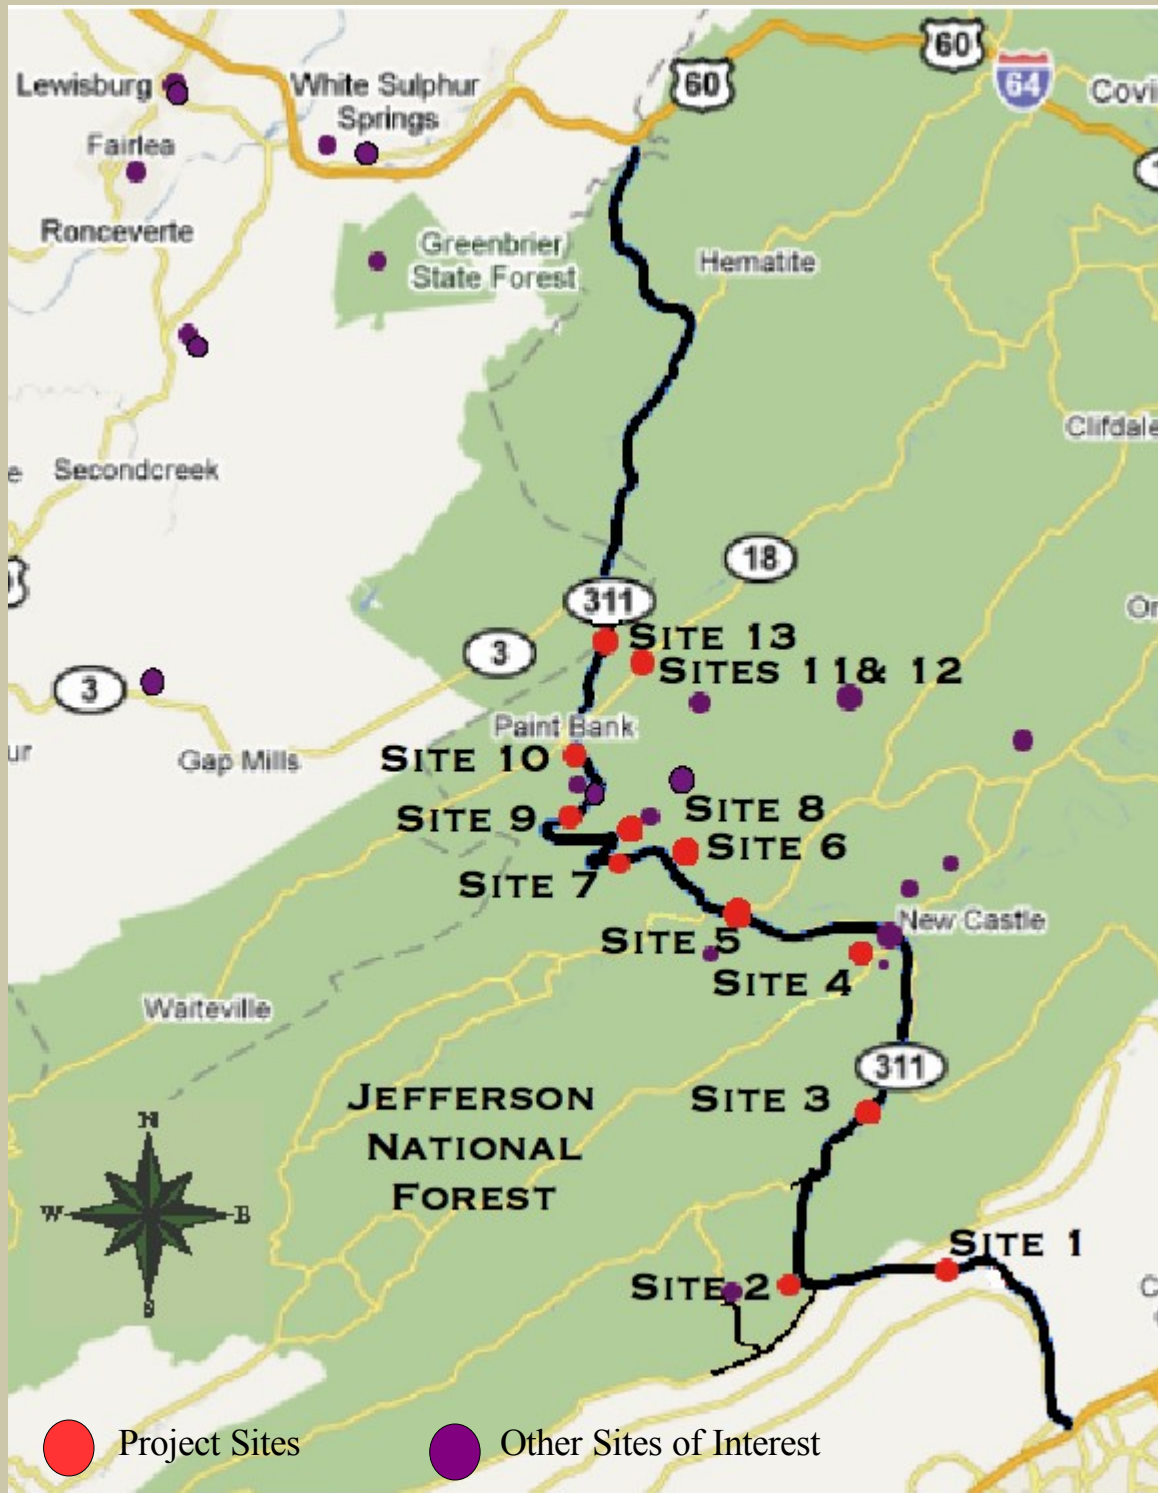 60
60
64
Covi
Lewisburg
White Sulphur
Springs
Fairlea
Ronceverte
Greenbrier
State Forest
Hematite
Clifdale
e
Secondcreek
18
311
3
SITE 13
SITES 11& 12
3
Paint Bank
ur
Gap Mills
SITE 10
SITE 8
SITE 9
SITE 6
SITE 7
New Castle
SITE 5
SITE 4
Waiteville
311
JEFFERSON
NATIONAL
FOREST
SITE 3
N
W
E
S
SITE 1
SITE 2
C
Or
Project Sites
Other Sites of Interest